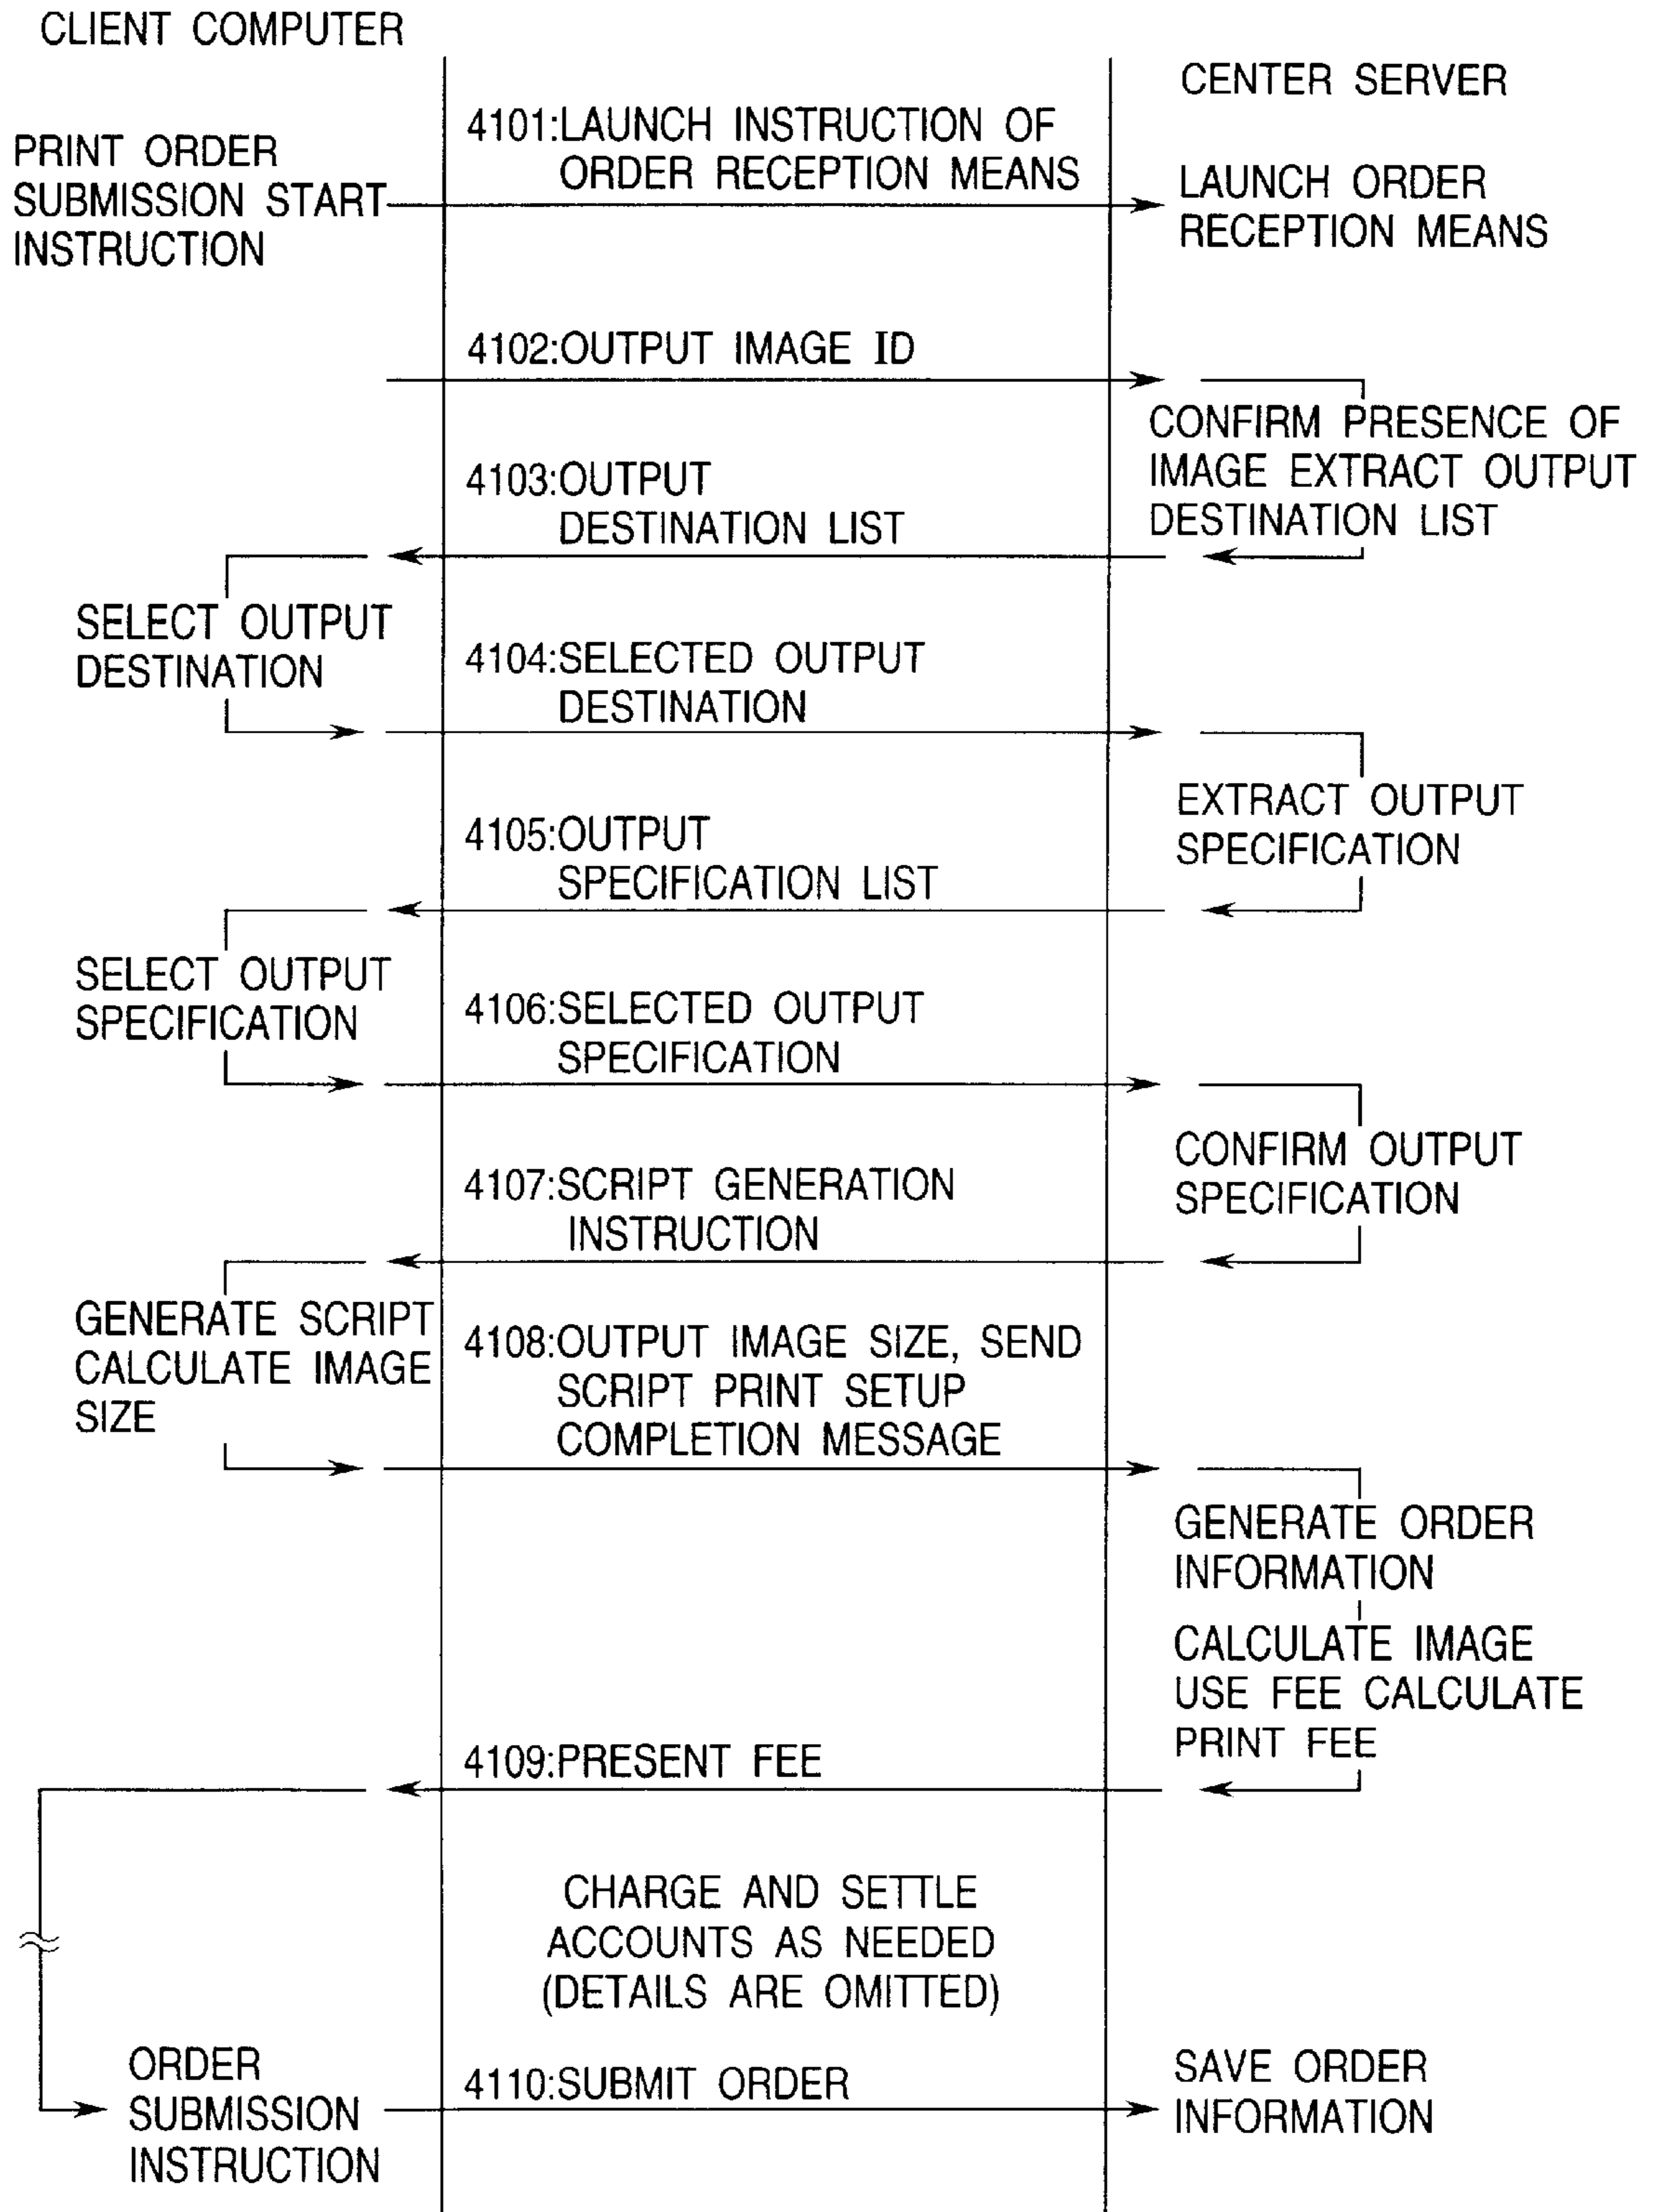 CLIENT COMPUTER
CENTER SERVER
PRINT ORDER
SUBMISSION START
INSTRUCTION
4101:LAUNCH INSTRUCTION OF
ORDER RECEPTION MEANS
LAUNCH ORDER
RECEPTION MEANS
4102:OUTPUT IMAGE ID
CONFIRM PRESENCE OF
IMAGE EXTRACT OUTPUT
DESTINATION LIST
4103:OUTPUT
DESTINATION LIST
SELECT OUTPUT
DESTINATION
4104:SELECTED OUTPUT
DESTINATION
EXTRACT OUTPUT
SPECIFICATION
4105:OUTPUT
SPECIFICATION LIST
SELECT OUTPUT
SPECIFICATION
4106:SELECTED OUTPUT
SPECIFICATION
CONFIRM OUTPUT
SPECIFICATION
4107:SCRIPT GENERATION
INSTRUCTION
GENERATE SCRIPT
CALCULATE IMAGE
SIZE
4108:OUTPUT IMAGE SIZE, SEND
SCRIPT PRINT SETUP
COMPLETION MESSAGE
GENERATE ORDER
INFORMATION
CALCULATE IMAGE
USE FEE CALCULATE
PRINT FEE
4109:PRESENT FEE
CHARGE AND SETTLE
ACCOUNTS AS NEEDED
(DETAILS ARE OMITTED)
ORDER
SUBMISSION
INSTRUCTION
4110:SUBMIT ORDER
SAVE ORDER
INFORMATION